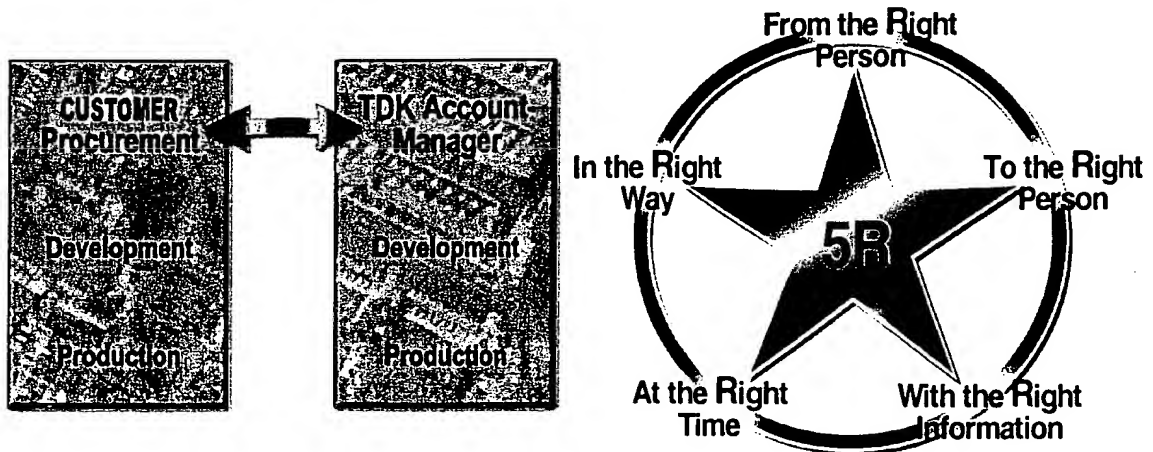 CUSTOMER
Procurement
Development
Production
TDK Account
Manager
Development
Production
From the Right
Person
To the Right
Person
With the Right
Information
At the Right
Time
In the Right
Way
5R